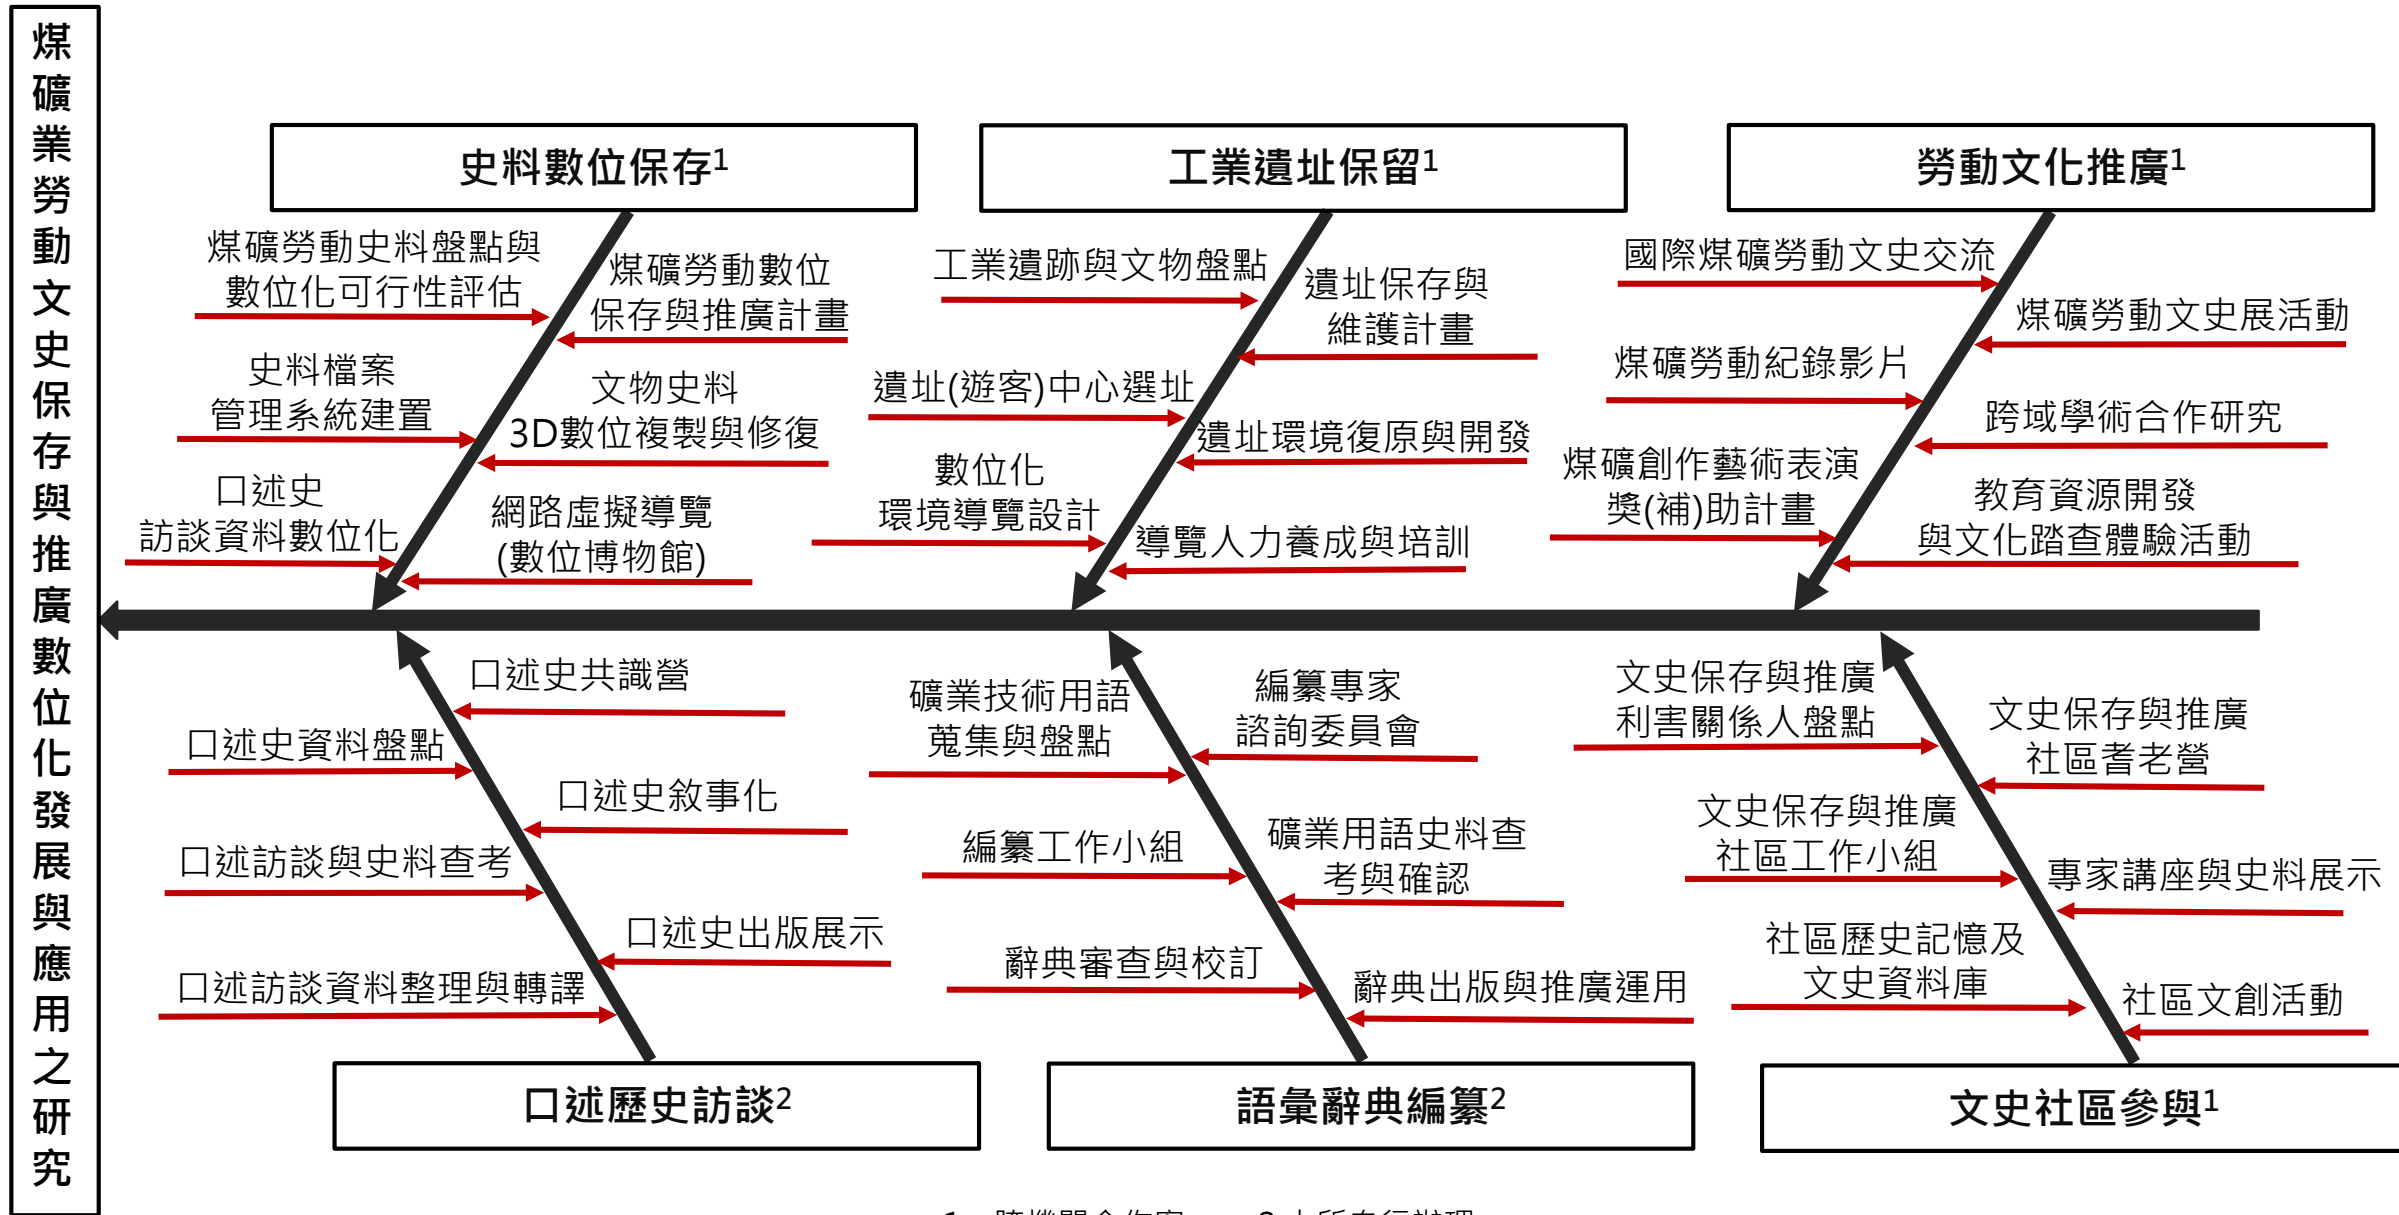 煤礦業勞動文史保存與推廣數位化發展與應用之研究
史料數位保存1
工業遺址保留1
勞動文化推廣1
煤礦勞動史料盤點與
數位化可行性評估
煤礦勞動數位
保存與推廣計畫
史料檔案
管理系統建置
文物史料
3D數位複製與修復
口述史
訪談資料數位化
網路虛擬導覽
(數位博物館)
工業遺跡與文物盤點
遺址保存與
維護計畫
遺址(遊客)中心選址
遺址環境復原與開發
數位化
環境導覽設計
導覽人力養成與培訓
國際煤礦勞動文史交流
煤礦勞動文史展活動
煤礦勞動紀錄影片
跨域學術合作研究
煤礦創作藝術表演
獎(補)助計畫
教育資源開發
與文化踏查體驗活動
口述史共識營
口述史資料盤點
口述史敘事化
口述訪談與史料查考
口述史出版展示
口述訪談資料整理與轉譯
礦業技術用語
蒐集與盤點
編纂專家
諮詢委員會
編纂工作小組
礦業用語史料查
考與確認
辭典審查與校訂
辭典出版與推廣運用
文史保存與推廣
利害關係人盤點
文史保存與推廣
社區耆老營
文史保存與推廣
社區工作小組
專家講座與史料展示
社區歷史記憶及
文史資料庫
社區文創活動
口述歷史訪談2
語彙辭典編纂2
文史社區參與1